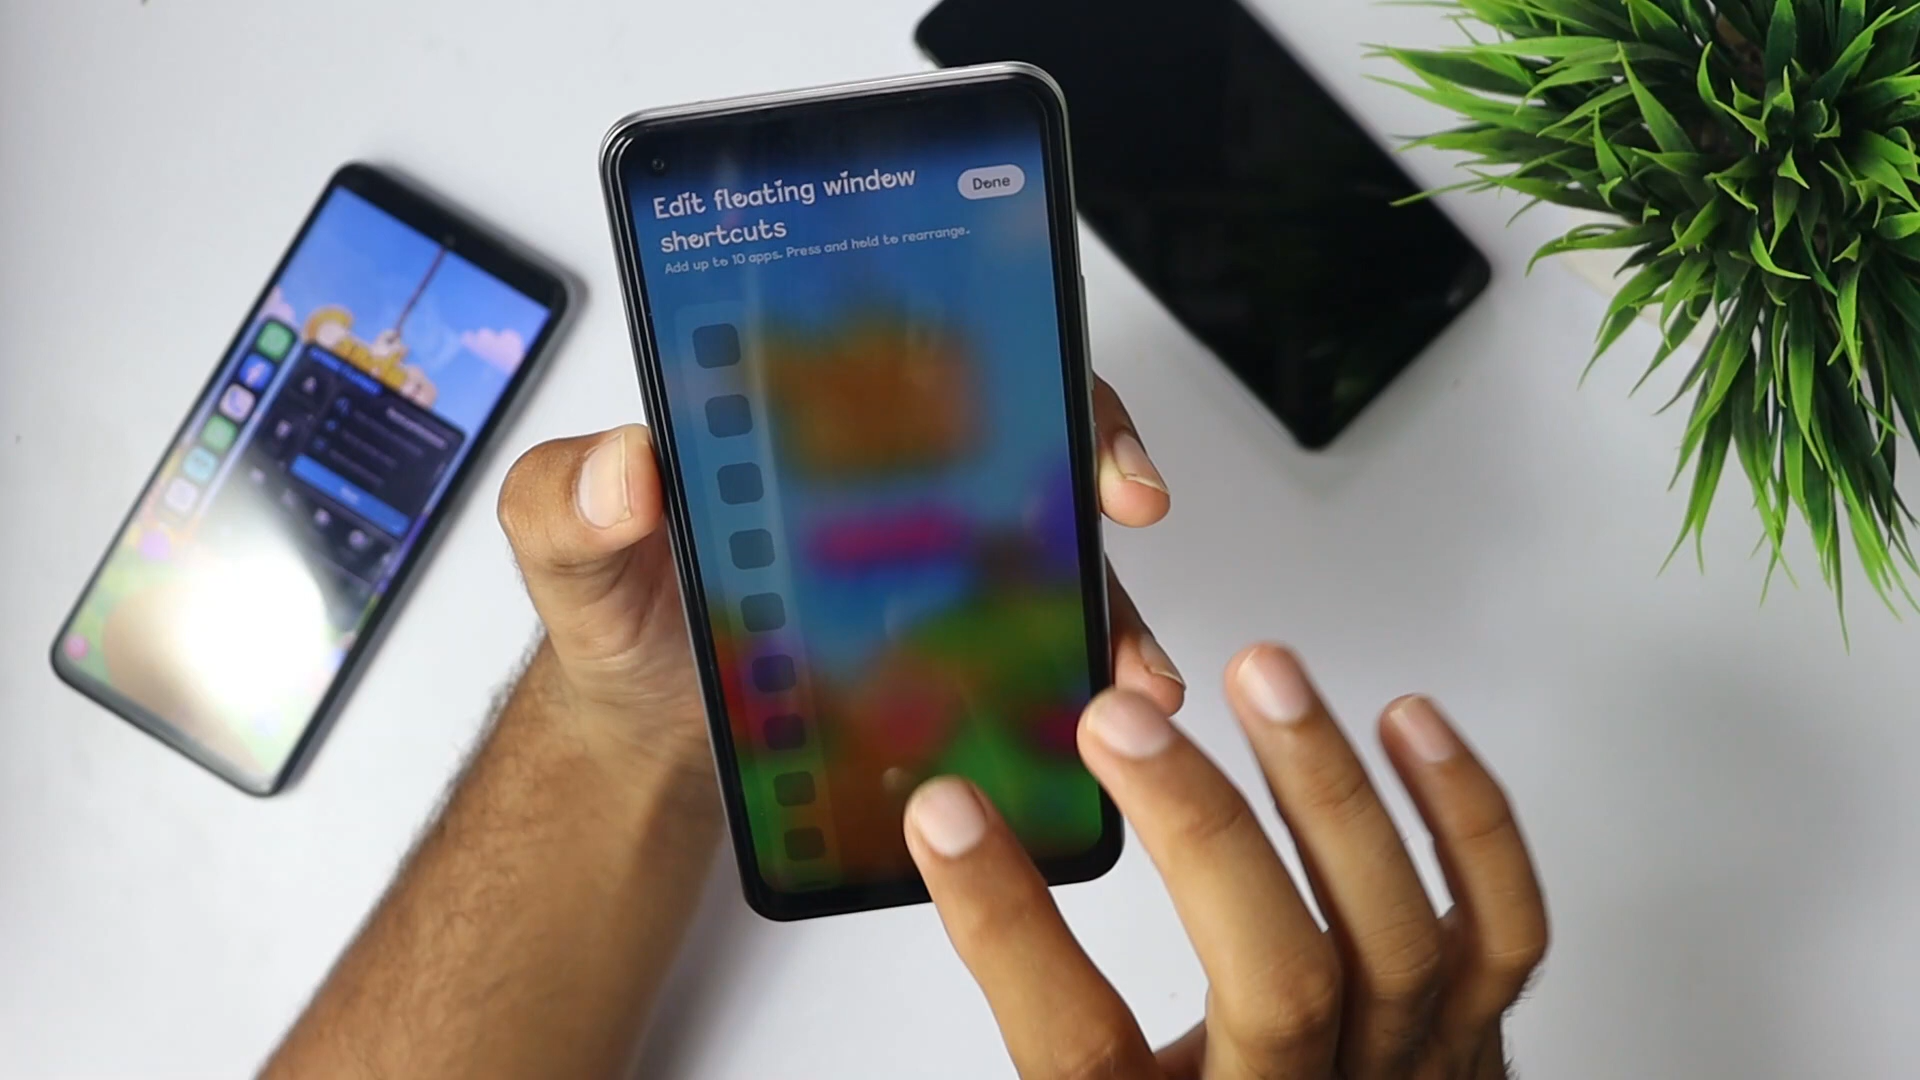 Edit floating window
shortcuts
Done
Add up to 10 apps. Press and hold to rearrange.